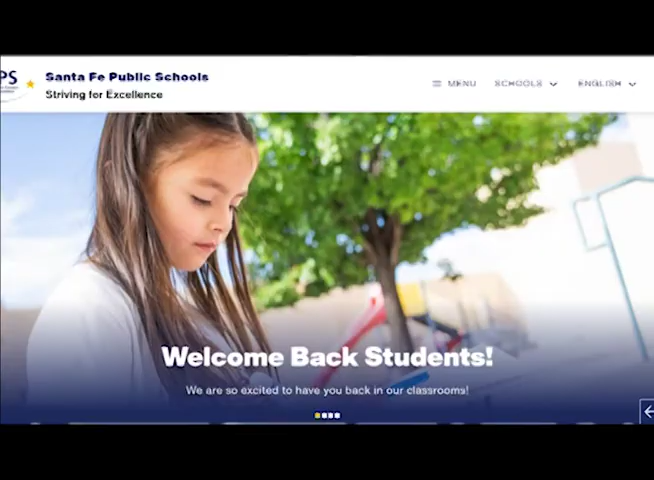 PS
Santa Fe Public Schools
Striving for Excellence
MENU
SCHOOLS
ENGLISH
Welcome Back Students!
We are so excited to have you back in our classrooms!